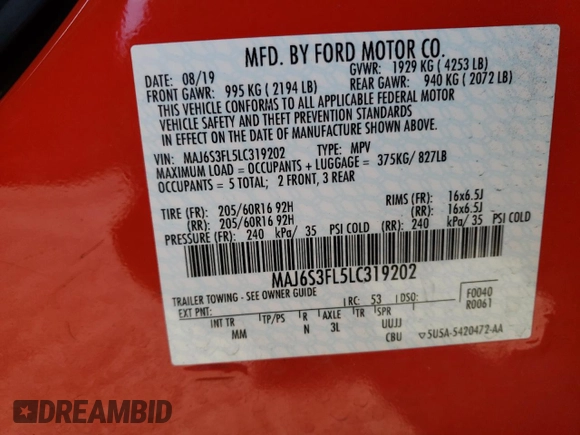 MFD. BY FORD MOTOR CO.
DATE: 08/19 GVWR: 1929 KG ( 4253 LB)
FRONT GAWR: 995 KG ( 2194 LB) REAR GAWR: 940 KG ( 2072 LB)
THIS VEHICLE CONFORMS TO ALL APPLICABLE FEDERAL MOTOR
VEHICLE SAFETY AND THEFT PREVENTION STANDARDS
IN EFFECT ON THE DATE OF MANUFACTURE SHOWN ABOVE.
VIN: MAJ6S3FL5LC319202 TYPE: MPV
MAXIMUM LOAD = OCCUPANTS + LUGGAGE = 375KG/ 827LB
OCCUPANTS = 5 TOTAL; 2 FRONT, 3 REAR
TIRE (FR): 205/60R16 92H RIMS (FR): 16x6.5J
(RR): 205/60R16 92H (RR): 16x6.5J
PRESSURE (FR): 240 kPa/ 35 PSI COLD (RR): 240 kPa/ 35 PSI COLD
MAJ6S3FL5LC319202
TRAILER TOWING - SEE OWNER GUIDE
EXT PNT: RC: 53 DSO: F0040
R0061
INT TR TP/PS R AXLE TR SPR
MM N 3L UUJJ
CBU 5U5A-5420472-AA
DREAMBID